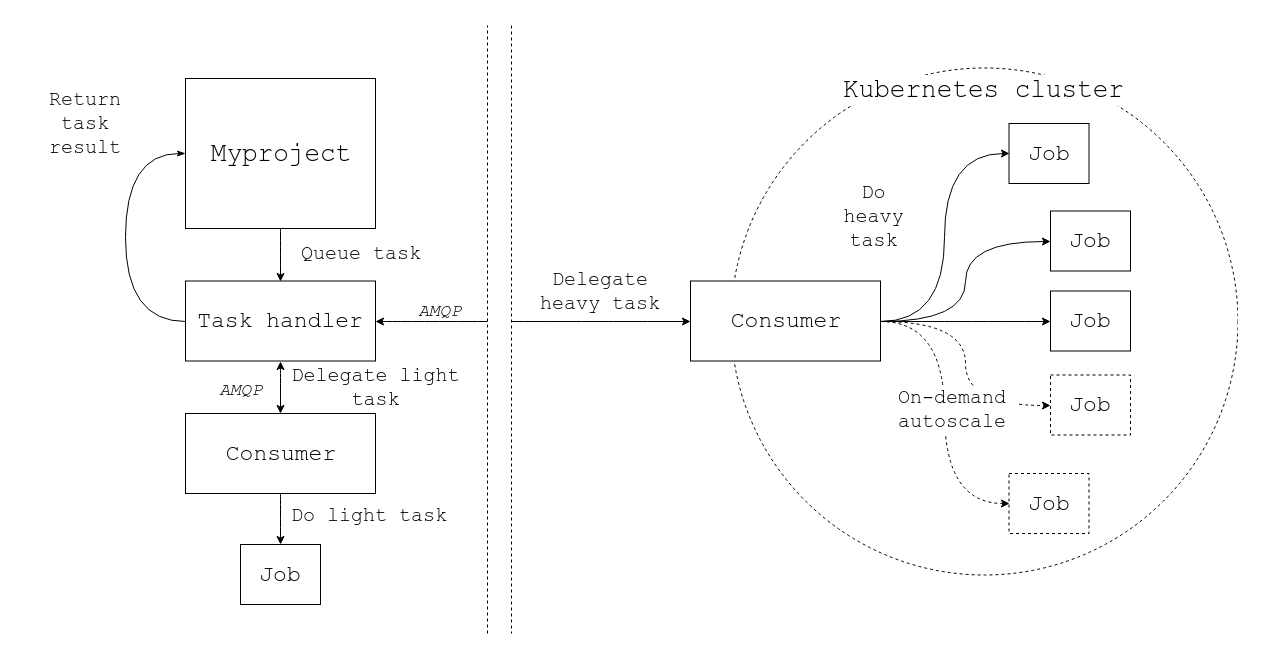 Return
task
result
Myproject
Queue task
Task handler
AMQP
AMQP
Delegate light
task
Consumer
Do light task
Job
Delegate
heavy task
Kubernetes cluster
Consumer
Do
heavy
task
Job
Job
Job
On-demand
autoscale
Job
Job